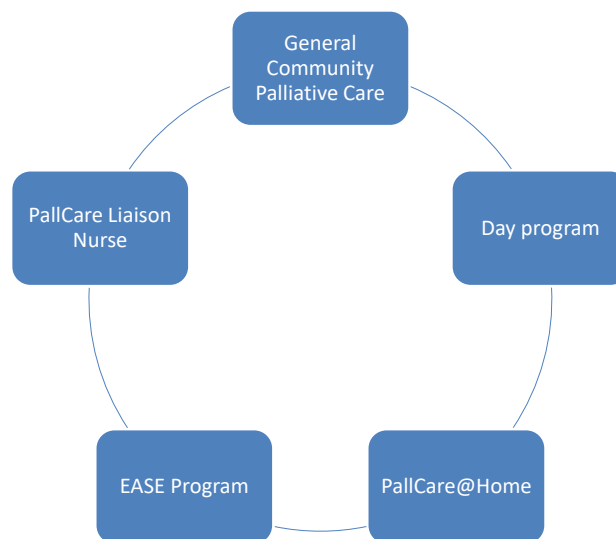 General
Community
Palliative Care
PallCare Liaison
Nurse
Day program
EASE Program
PallCare@Home